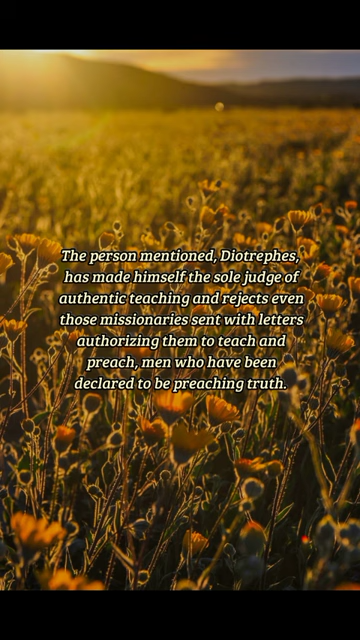 The person mentioned, Diotrephes,
has made himself the sole judge of
authentic teaching and rejects even
those missionaries sent with letters
authorizing them to teach and
preach, men who have been
declared to be preaching truth.